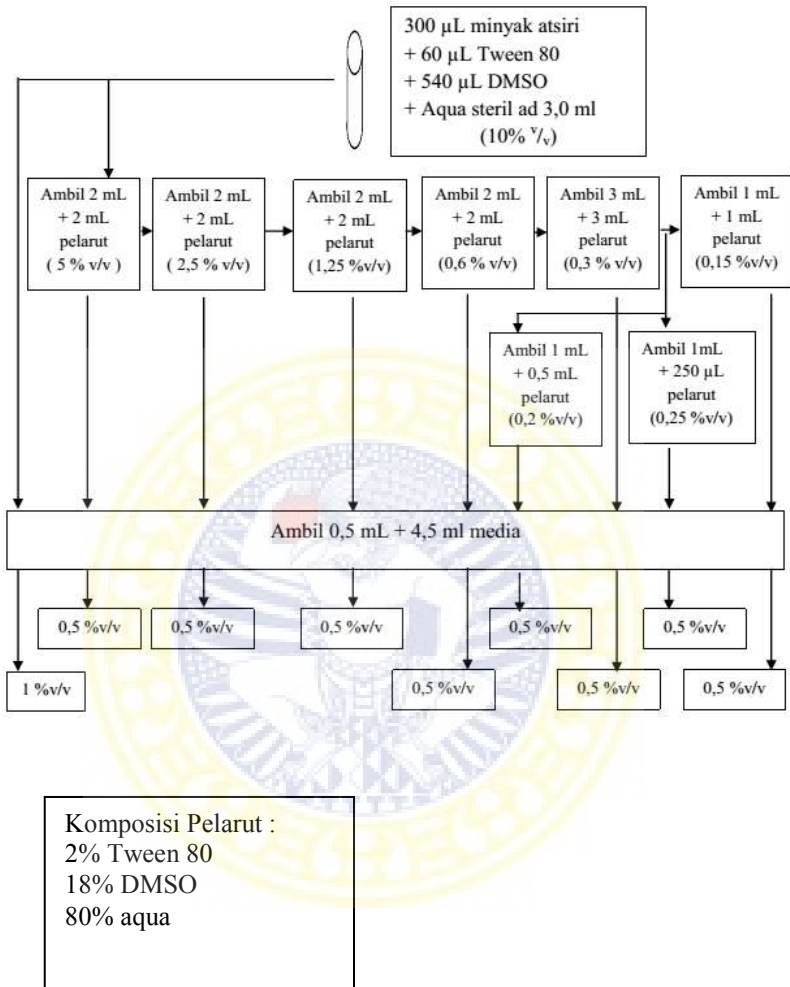 300 µL minyak atsiri
+ 60 µL Tween 80
+ 540 µL DMSO
+ Aqua steril ad 3,0 ml
(10% v/v)
Ambil 2 mL
+ 2 mL
pelarut
( 5 % v/v )
Ambil 2 mL
+ 2 mL
pelarut
( 2,5 % v/v)
Ambil 2 mL
+ 2 mL
pelarut
(1,25 %v/v)
Ambil 2 mL
+ 2 mL
pelarut
(0,6 % v/v)
Ambil 3 mL
+ 3 mL
pelarut
(0,3 % v/v)
Ambil 1 mL
+ 1 mL
pelarut
(0,15 %v/v)
Ambil 1 mL
+ 0,5 mL
pelarut
(0,2 %v/v)
Ambil 1mL
+ 250 µL
pelarut
(0,25 %v/v)
Ambil 0,5 mL + 4,5 ml media
0,5 %v/v
0,5 %v/v
0,5 %v/v
0,5 %v/v
0,5 %v/v
1 %v/v
0,5 %v/v
0,5 %v/v
0,5 %v/v
Komposisi Pelarut :
2% Tween 80
18% DMSO
80% aqua